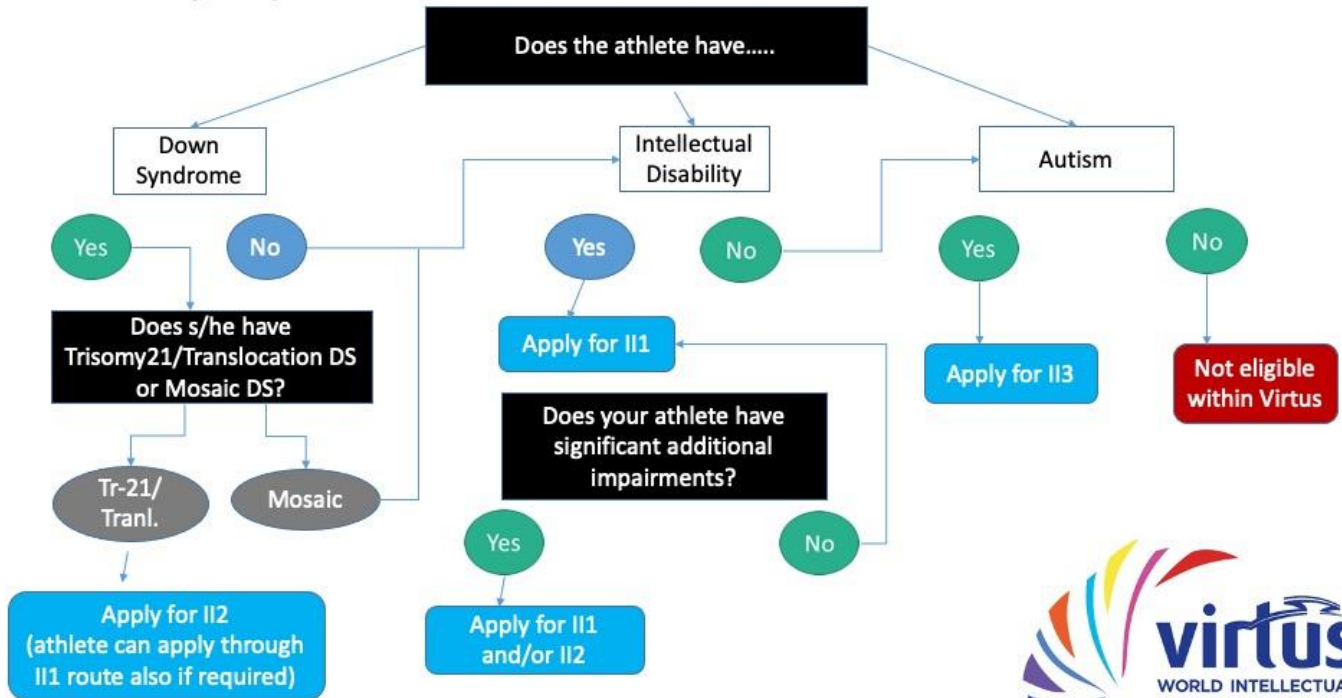 Does the athlete have.....
Down
Syndrome
Intellectual
Disability
Autism
Yes
No
Yes
No
Yes
No
Does s/he have
Trisomy21/Translocation DS
or Mosaic DS?
Apply for II1
Apply for II3
Not eligible
within Virtus
Does your athlete have
significant additional
impairments?
Tr-21/
Tranl.
Mosaic
Yes
No
Apply for II2
(athlete can apply through
II1 route also if required)
Apply for II1
and/or II2
virtus
WORLD INTELLECTUA